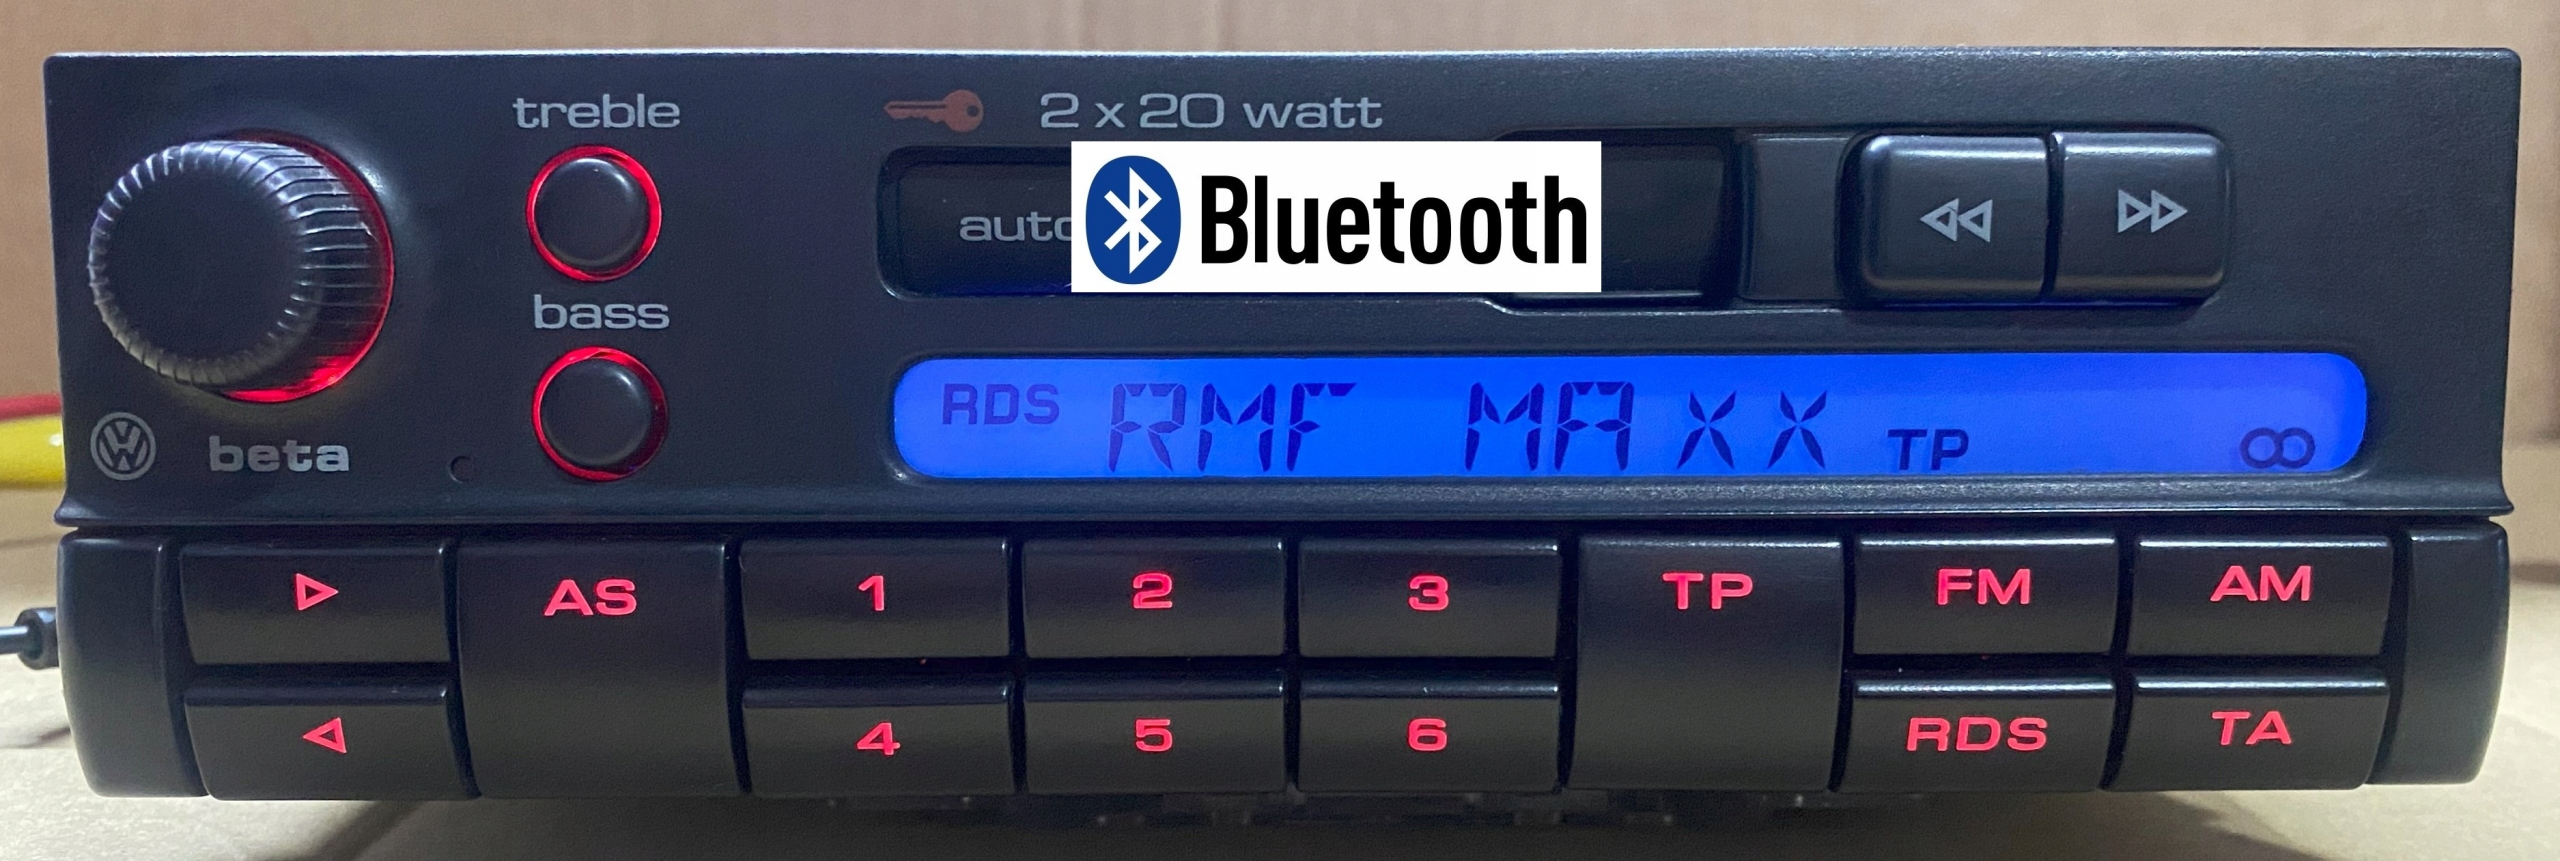 treble
2 x 20 watt
auto
Bluetooth
bass
RDS RMF MAXX TP
beta
AS 1 2 3 TP FM AM
4 5 6 RDS TA